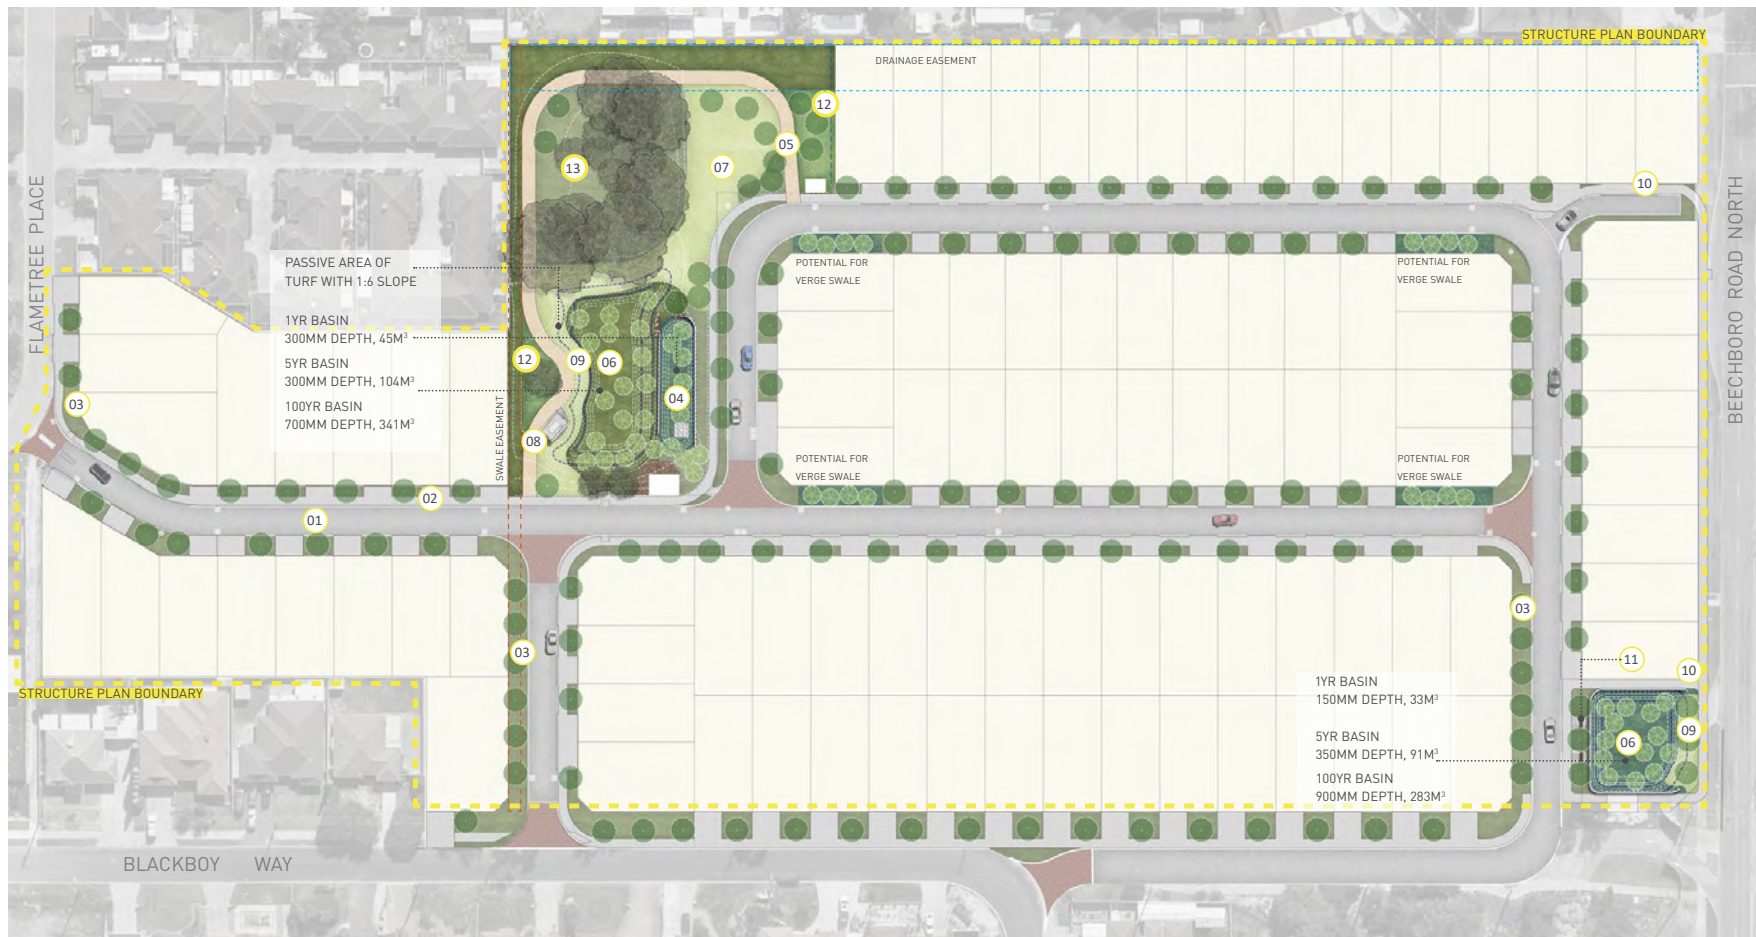 STRUCTURE PLAN BOUNDARY
DRAINAGE EASEMENT
12
05
13
07
10
FLAMETREE PLACE
BEECHBORO ROAD NORTH
PASSIVE AREA OF
TURF WITH 1:6 SLOPE
POTENTIAL FOR
VERGE SWALE
POTENTIAL FOR
VERGE SWALE
1YR BASIN
300MM DEPTH, 45M³
5YR BASIN
300MM DEPTH, 104M³
100YR BASIN
700MM DEPTH, 341M³
12
09
06
04
03
08
SWALE EASEMENT
POTENTIAL FOR
VERGE SWALE
POTENTIAL FOR
VERGE SWALE
02
01
03
03
11
10
STRUCTURE PLAN BOUNDARY
1YR BASIN
150MM DEPTH, 33M³
5YR BASIN
350MM DEPTH, 91M³
100YR BASIN
900MM DEPTH, 283M³
09
06
BLACKBOY WAY